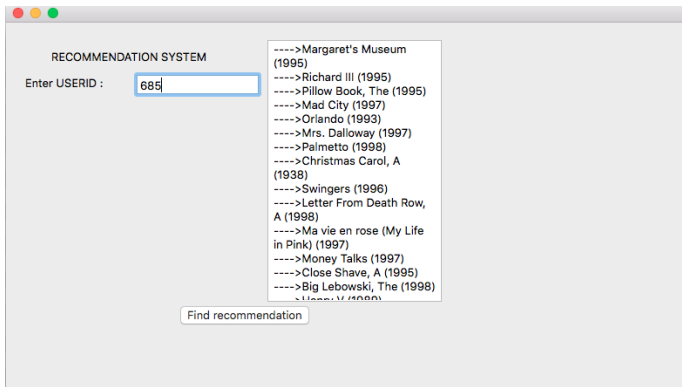 RECOMMENDATION SYSTEM
Enter USERID :
685
---->Margaret's Museum
(1995)
---->Richard III (1995)
---->Pillow Book, The (1995)
---->Mad City (1997)
---->Orlando (1993)
---->Mrs. Dalloway (1997)
---->Palmetto (1998)
---->Christmas Carol, A
(1938)
---->Swingers (1996)
---->Letter From Death Row,
A (1998)
---->Ma vie en rose (My Life
in Pink) (1997)
---->Money Talks (1997)
---->Close Shave, A (1995)
---->Big Lebowski, The (1998)
---->Henry V (1989)
Find recommendation